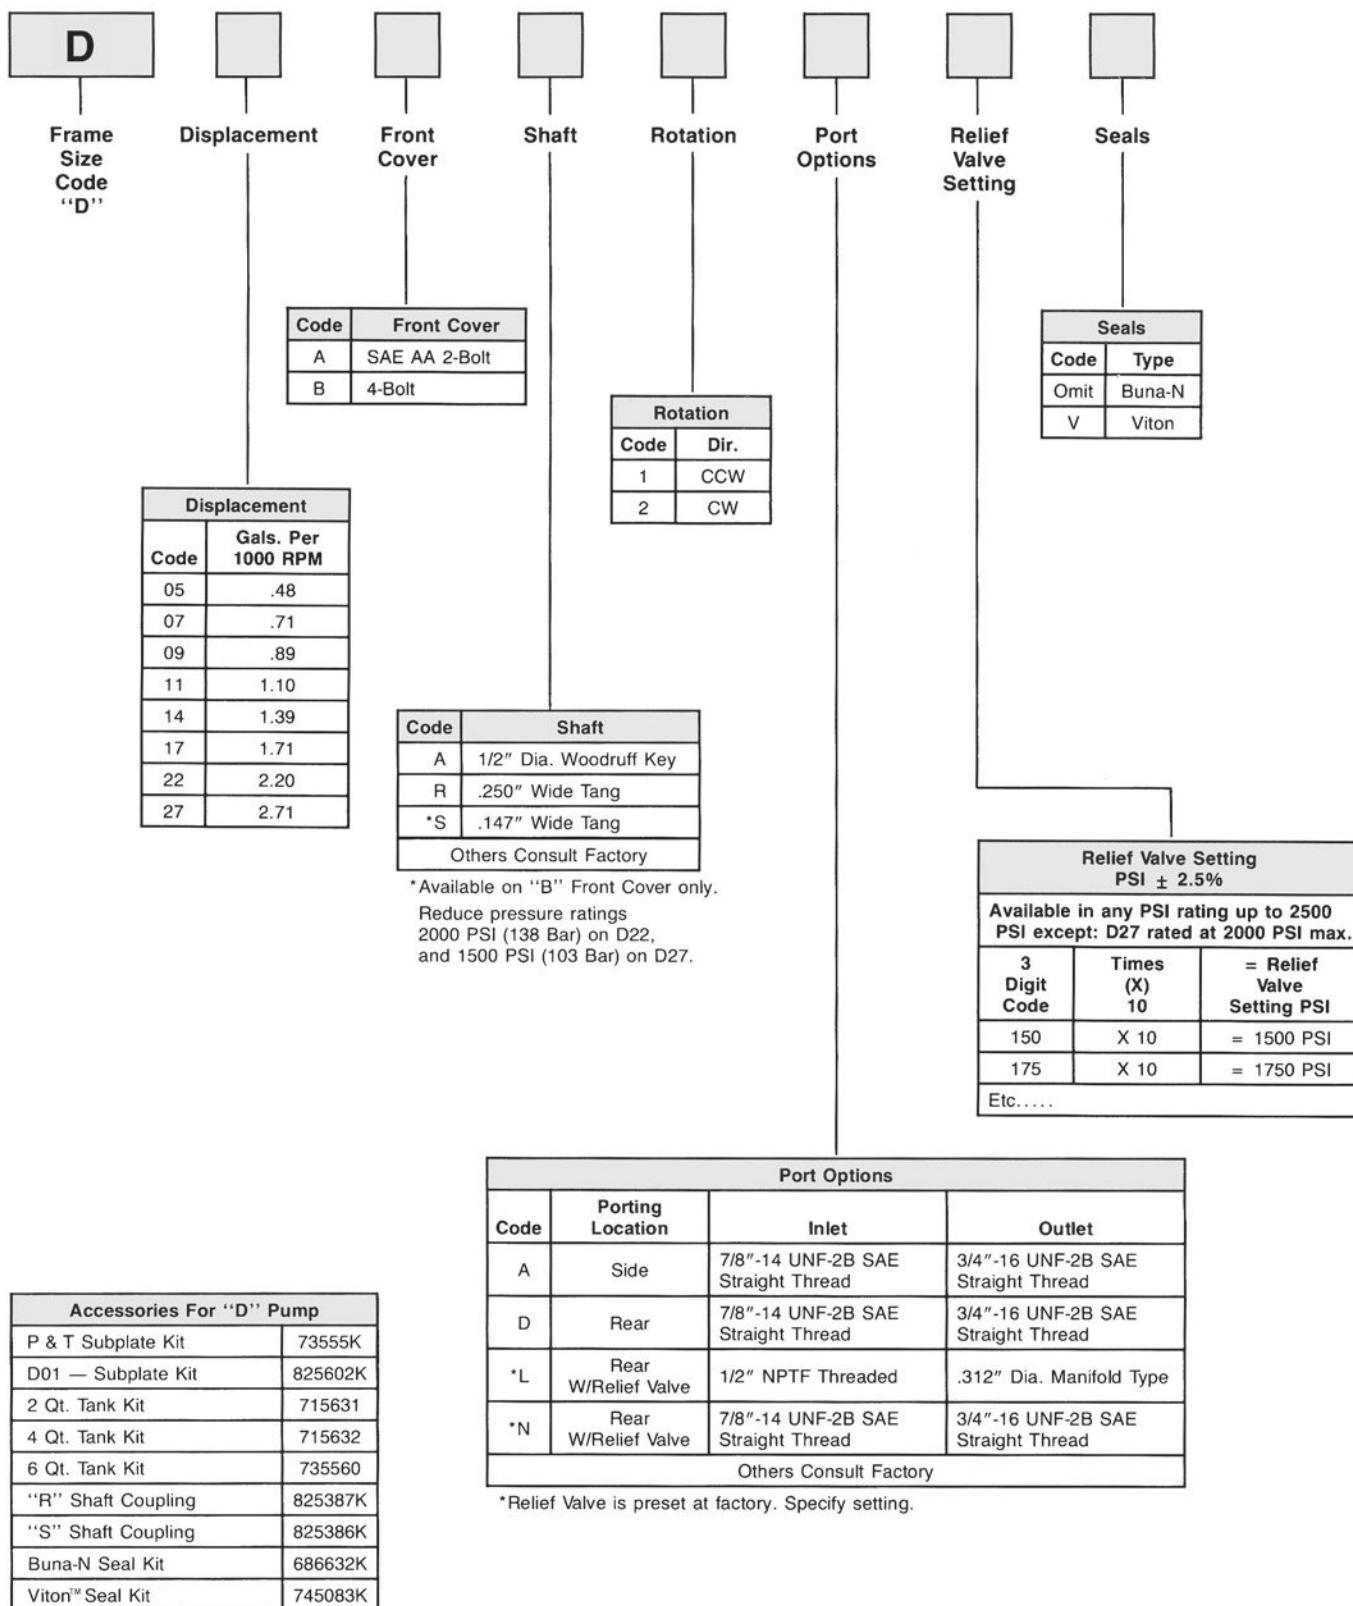 D
Frame
Size
Code
‘‘D’’
Displacement
Front
Cover
Shaft
Rotation
Port
Options
Relief
Valve
Setting
Seals
Code Front Cover
A SAE AA 2-Bolt
B 4-Bolt
Seals
Code Type
Omit Buna-N
V Viton
Rotation
Code Dir.
1 CCW
2 CW
Displacement
Code Gals. Per
1000 RPM
05 .48
07 .71
09 .89
11 1.10
14 1.39
17 1.71
22 2.20
27 2.71
Code Shaft
A 1/2″ Dia. Woodruff Key
R .250″ Wide Tang
*S .147″ Wide Tang
Others Consult Factory
*Available on ‘‘B’’ Front Cover only.
Reduce pressure ratings
2000 PSI (138 Bar) on D22,
and 1500 PSI (103 Bar) on D27.
Relief Valve Setting
PSI ± 2.5%
Available in any PSI rating up to 2500
PSI except: D27 rated at 2000 PSI max.
3
Digit
Code
Times
(X)
10
= Relief
Valve
Setting PSI
150 X 10 = 1500 PSI
175 X 10 = 1750 PSI
Etc.....
Port Options
Code Porting
Location Inlet Outlet
A Side 7/8″-14 UNF-2B SAE
Straight Thread 3/4″-16 UNF-2B SAE
Straight Thread
D Rear 7/8″-14 UNF-2B SAE
Straight Thread 3/4″-16 UNF-2B SAE
Straight Thread
*L Rear
W/Relief Valve 1/2″ NPTF Threaded .312″ Dia. Manifold Type
*N Rear
W/Relief Valve 7/8″-14 UNF-2B SAE
Straight Thread 3/4″-16 UNF-2B SAE
Straight Thread
Others Consult Factory
*Relief Valve is preset at factory. Specify setting.
Accessories For ‘‘D’’ Pump
P & T Subplate Kit 73555K
D01 — Subplate Kit 825602K
2 Qt. Tank Kit 715631
4 Qt. Tank Kit 715632
6 Qt. Tank Kit 735560
‘‘R’’ Shaft Coupling 825387K
‘‘S’’ Shaft Coupling 825386K
Buna-N Seal Kit 686632K
Viton™ Seal Kit 745083K